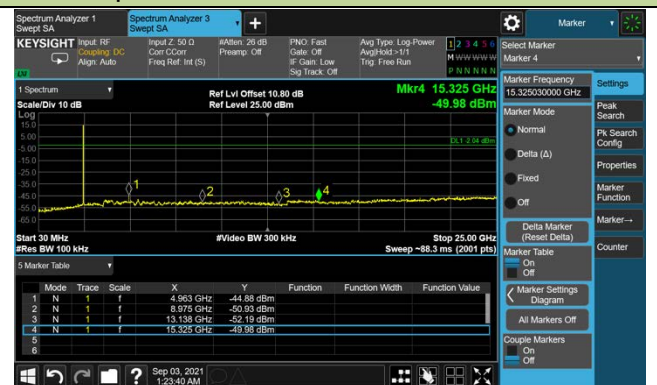 Spectrum Analyzer 1
Swept SA
Spectrum Analyzer 3
Swept SA
Marker
KEYSIGHT
Input: RF
Coupling: DC
Align: Auto
Input Z: 50 Ω
Corr CCorr
Freq Ref: Int (S)
#Atten: 26 dB
Preamp: Off
PNO: Fast
Gate: Off
IF Gain: Low
Sig Track: Off
Avg Type: Log-Power
Avg|Hold:>1/1
Trig: Free Run
1 2 3 4 5 6
M W W W W W
P N N N N N
LXI
Select Marker
Marker 4
1 Spectrum
Scale/Div 10 dB
Ref Lvl Offset 10.80 dB
Ref Level 25.00 dBm
Mkr4 15.325 GHz
-49.98 dBm
Log
15.0
5.00
-5.00
-15.0
-25.0
-35.0
-45.0
-55.0
-65.0
DL1 -2.04 dBm
1
2
3
4
Start 30 MHz
#Res BW 100 kHz
#Video BW 300 kHz
Stop 25.00 GHz
Sweep ~88.3 ms (2001 pts)
5 Marker Table
Mode Trace Scale X Y Function Function Width Function Value
1 N 1 f 4.963 GHz -44.88 dBm
2 N 1 f 8.975 GHz -50.93 dBm
3 N 1 f 13.138 GHz -52.19 dBm
4 N 1 f 15.325 GHz -49.98 dBm
5
6
Marker Frequency
15.325030000 GHz
Marker Mode
Normal
Delta (Δ)
Fixed
Off
Delta Marker
(Reset Delta)
Marker Table
On
Off
Marker Settings
Diagram
All Markers Off
Couple Markers
On
Off
Settings
Peak
Search
Pk Search
Config
Properties
Marker
Function
Marker→
Counter
?
Sep 03, 2021
1:23:40 AM